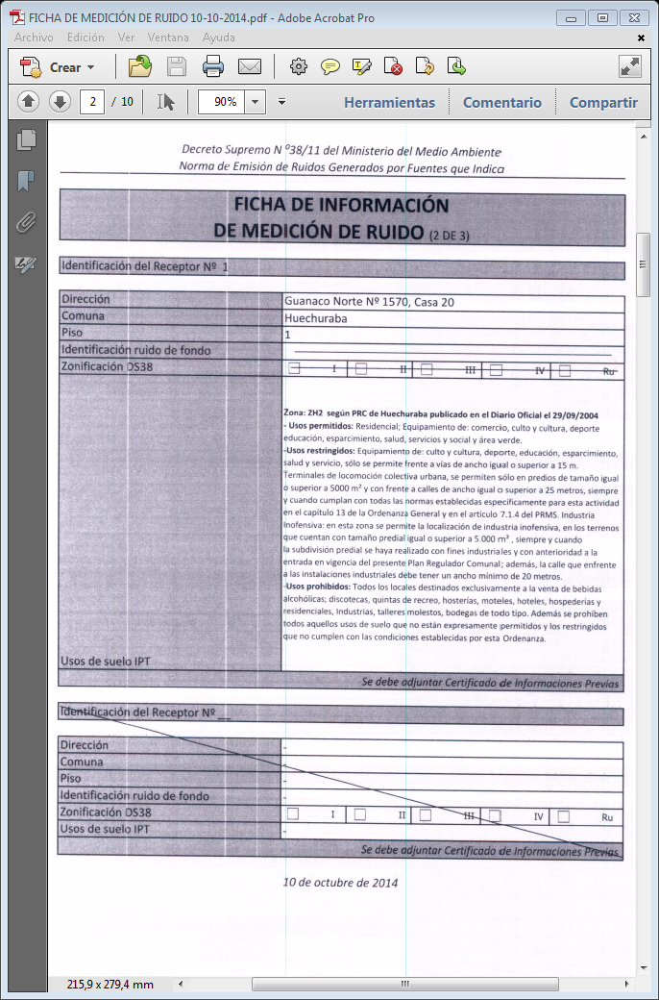 FICHA DE MEDICIÓN DE RUIDO 10-10-2014.pdf - Adobe Acrobat Pro
Archivo Edición Ver Ventana Ayuda
Crear
2 / 10 90% Herramientas Comentario Compartir
Decreto Supremo N º38/11 del Ministerio del Medio Ambiente
Norma de Emisión de Ruidos Generados por Fuentes que Indica
FICHA DE INFORMACIÓN
DE MEDICIÓN DE RUIDO (2 DE 3)
Identificación del Receptor Nº 1
Dirección Guanaco Norte Nº 1570, Casa 20
Comuna Huechuraba
Piso 1
Identificación ruido de fondo
Zonificación DS38 I II III IV Ru
Zona: ZH2 según PRC de Huechuraba publicado en el Diario Oficial el 29/09/2004
- Usos permitidos: Residencial; Equipamiento de: comercio, culto y cultura, deporte
educación, esparcimiento, salud, servicios y social y área verde.
-Usos restringidos: Equipamiento de: culto y cultura, deporte, educación, esparcimiento,
salud y servicio, sólo se permite frente a vías de ancho igual o superior a 15 m.
Terminales de locomoción colectiva urbana, se permiten sólo en predios de tamaño igual
o superior a 5000 m² y con frente a calles de ancho igual o superior a 25 metros, siempre
y cuando cumplan con todas las normas establecidas específicamente para esta actividad
en el capítulo 13 de la Ordenanza General y en el artículo 7.1.4 del PRMS. Industria
Inofensiva: en esta zona se permite la localización de industria inofensiva, en los terrenos
que cuentan con tamaño predial igual o superior a 5.000 m² , siempre y cuando
la subdivisión predial se haya realizado con fines industriales y con anterioridad a la
entrada en vigencia del presente Plan Regulador Comunal; además, la calle que enfrente
a las instalaciones industriales debe tener un ancho mínimo de 20 metros.
-Usos prohibidos: Todos los locales destinados exclusivamente a la venta de bebidas
alcohólicas; discotecas, quintas de recreo, hosterías, moteles, hoteles, hospederias y
residenciales, Industrias, talleres molestos, bodegas de todo tipo. Además se prohíben
todos aquellos usos de suelo que no están expresamente permitidos y los restringidos
que no cumplen con las condiciones establecidas por esta Ordenanza.
Usos de suelo IPT
Se debe adjuntar Certificado de Informaciones Previas
Identificación del Receptor Nº __
Dirección -
Comuna -
Piso -
Identificación ruido de fondo -
Zonificación DS38 I II III IV Ru
Usos de suelo IPT -
Se debe adjuntar Certificado de Informaciones Previas
10 de octubre de 2014
215,9 x 279,4 mm